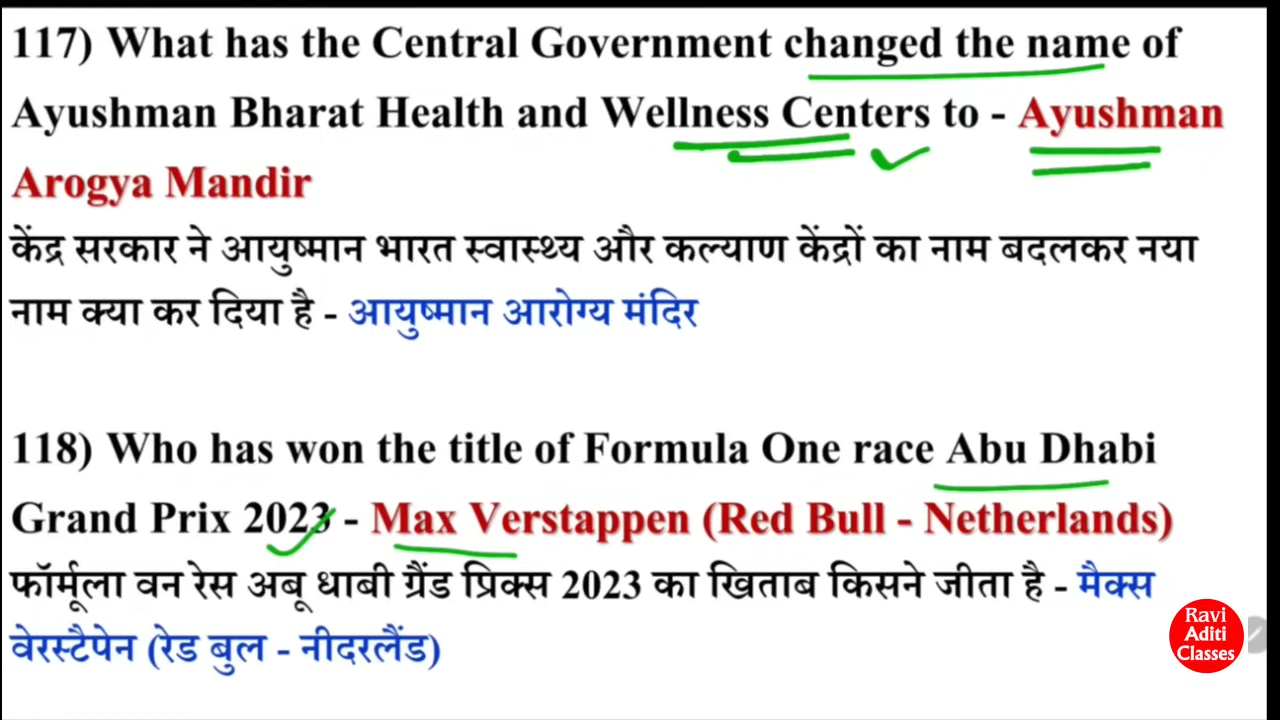 117) What has the Central Government changed the name of
Ayushman Bharat Health and Wellness Centers to - Ayushman
Arogya Mandir
केंद्र सरकार ने आयुष्मान भारत स्वास्थ्य और कल्याण केंद्रों का नाम बदलकर नया
नाम क्या कर दिया है - आयुष्मान आरोग्य मंदिर
118) Who has won the title of Formula One race Abu Dhabi
Grand Prix 2023 - Max Verstappen (Red Bull - Netherlands)
फॉर्मूला वन रेस अबू धाबी ग्रैंड प्रिक्स 2023 का खिताब किसने जीता है - मैक्स
वेरस्टैपेन (रेड बुल - नीदरलैंड)
Ravi
Aditi
Classes